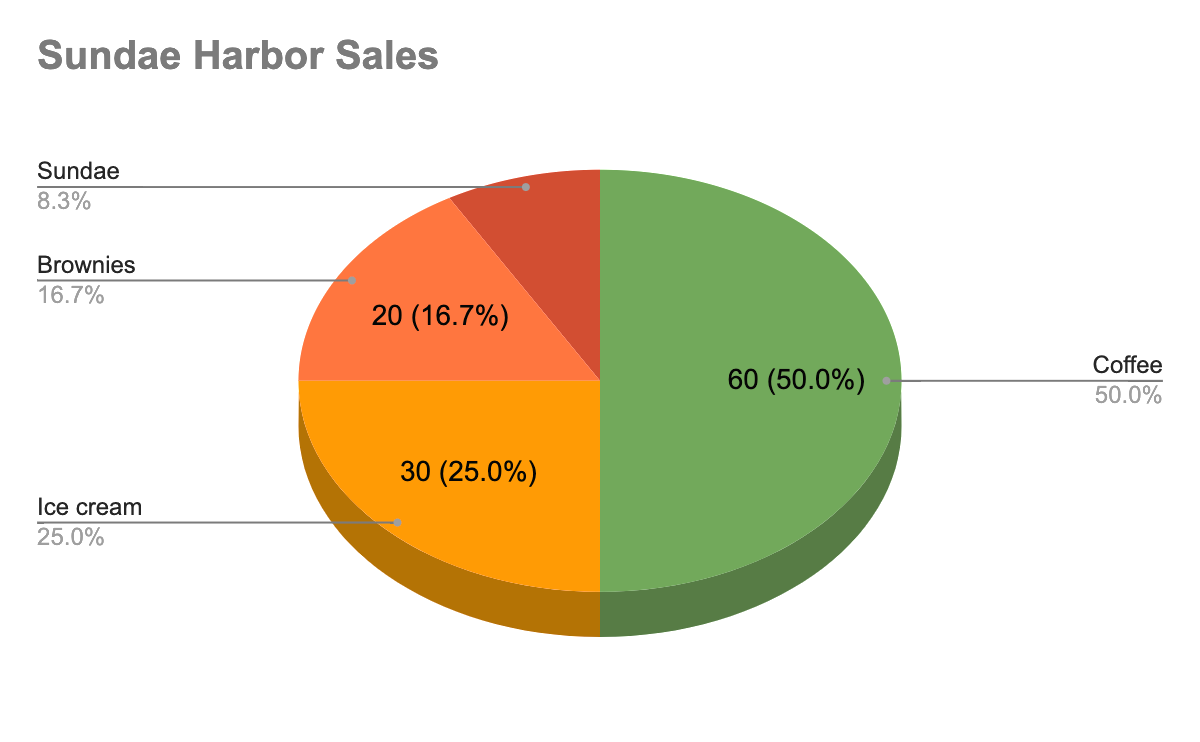 Sundae Harbor Sales
Sundae
8.3%
Brownies
16.7%
20 (16.7%)
Coffee
50.0%
60 (50.0%)
30 (25.0%)
Ice cream
25.0%